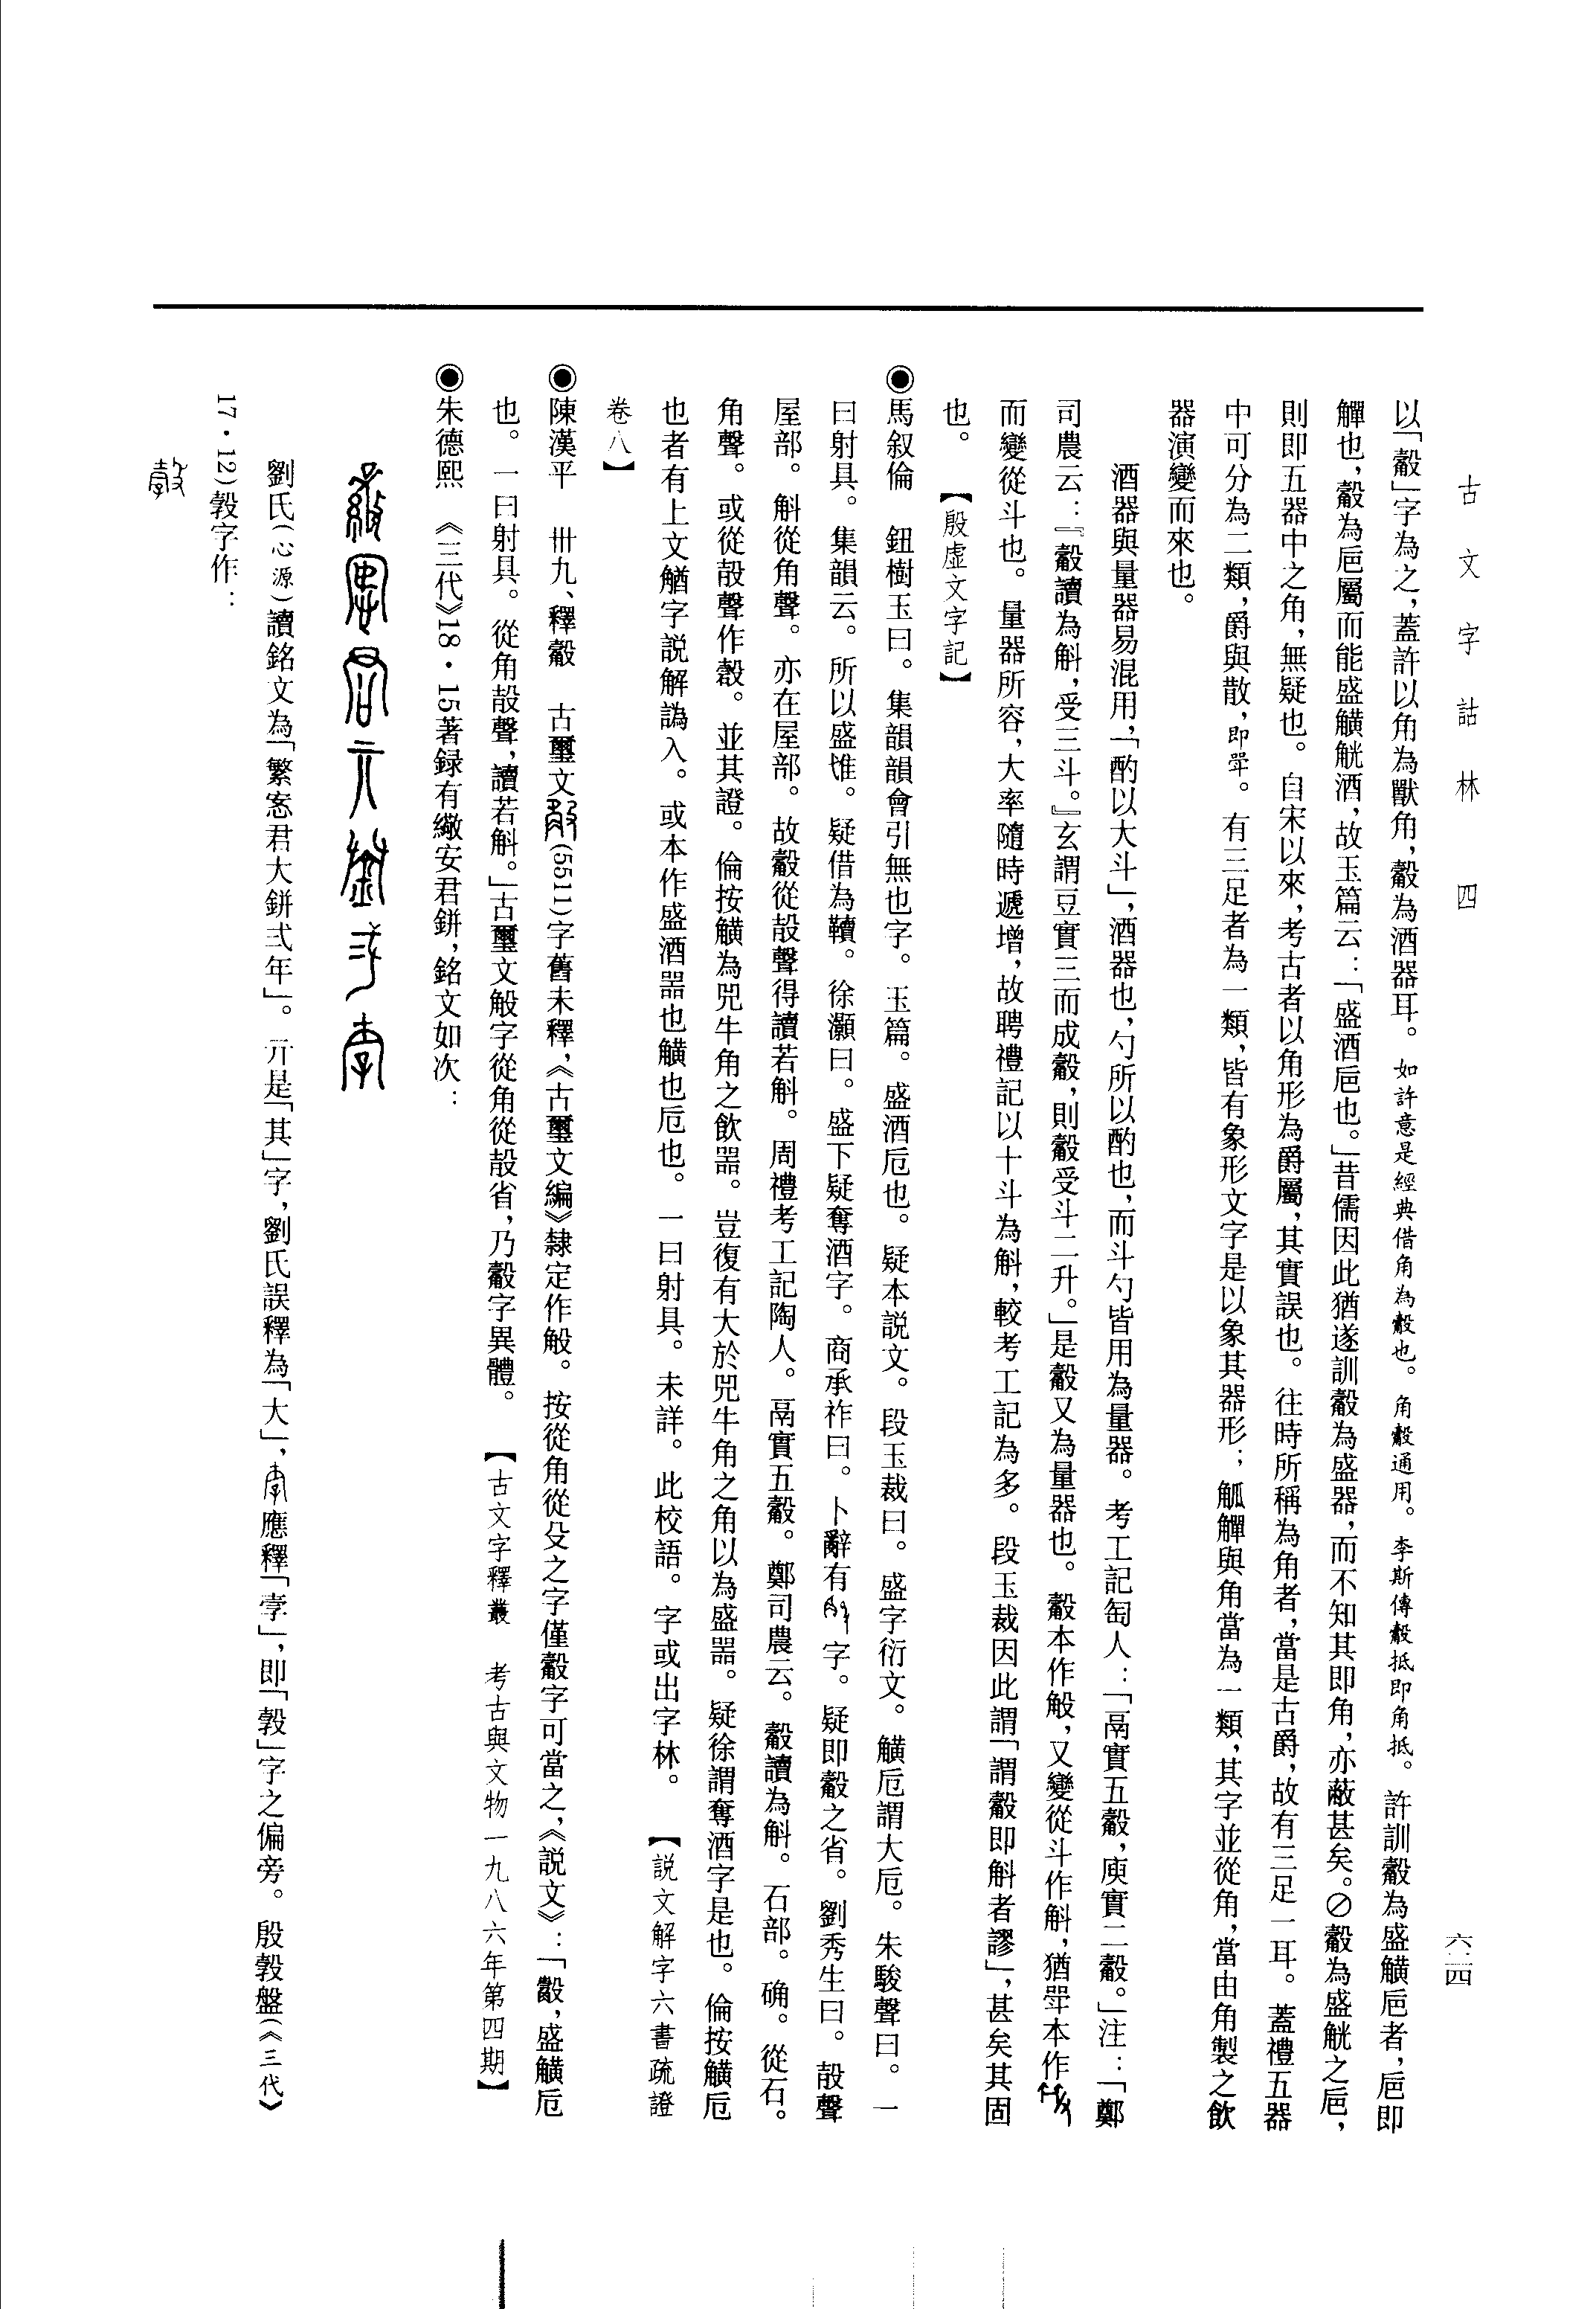 古文字詁林　四
六一四
以「觳」字為之，蓋許以角為獸角，觳為酒器耳。如許意是經典借角為觳也。角觳通用。李斯傳觳抵即角抵。許訓觳為盛觵巵者，巵即
觶也，觳為巵屬而能盛觵觥酒，故玉篇云：「盛酒巵也。」昔儒因此猶遂訓觳為盛器，而不知其即角，亦蔽甚矣。〇觳為盛觥之巵，
則即五器中之角，無疑也。自宋以來，考古者以角形為爵屬，其實誤也。往時所稱為角者，當是古爵，故有三足一耳。蓋禮五器
中可分為二類，爵與散，即斝。有三足者為一類，皆有象形文字是以象其器形；觚觶與角當為一類，其字並從角，當由角製之飲
器演變而來也。
酒器與量器易混用，「酌以大斗」，酒器也，勺所以酌也，而斗勺皆用為量器。考工記匋人：「鬲實五觳，庾實二觳。」注：「鄭
司農云：『觳讀為斛，受三斗。』玄謂豆實三而成觳，則觳受斗二升。」是觳又為量器也。觳本作㲉，又變從斗作斛，猶斝本作
而變從斗也。量器所容，大率隨時遞增，故聘禮記以十斗為斛，較考工記為多。段玉裁因此謂「謂觳即斛者謬」，甚矣其固
也。【殷虛文字記】
◉馬叙倫　鈕樹玉曰。集韻韻會引無也字。玉篇。盛酒巵也。疑本説文。段玉裁曰。盛字衍文。觵巵謂大巵。朱駿聲曰。一
曰射具。集韻云。所以盛雉。疑借為韇。徐灝曰。盛下疑奪酒字。商承祚曰。卜辭有字。疑即觳之省。劉秀生曰。㱿聲
屋部。斛從角聲。亦在屋部。故觳從㱿聲得讀若斛。周禮考工記陶人。鬲實五觳。鄭司農云。觳讀為斛。石部。确。從石。
角聲。或從㱿聲作㱿。並其證。倫按觵為兕牛角之飲噐。豈復有大於兕牛角之角以為盛噐。疑徐謂奪酒字是也。倫按觵巵
也者有上文觴字説解譌入。或本作盛酒噐也觵也巵也。一曰射具。未詳。此校語。字或出字林。【説文解字六書疏證
卷八】
◉陳漢平　卌九、釋觳　古璽文(5511)字舊未釋，《古璽文編》隸定作。按從角從殳之字僅觳字可當之，《説文》：「觳，盛觵巵
也。一曰射具。從角㱿聲，讀若斛。」古璽文字從角從㱿省，乃觳字異體。【古文字釋叢　考古與文物一九八六年第四期】
◉朱德熙　《三代》18·15著録有緐安君鉼，銘文如次：
劉氏(心源)讀銘文為「繁窓君大鉼弍年」。亓是「其」字，劉氏誤釋為「大」，應釋「孛」，即「㝅」字之偏旁。殷㝅盤(《三代》
17·12)㝅字作：